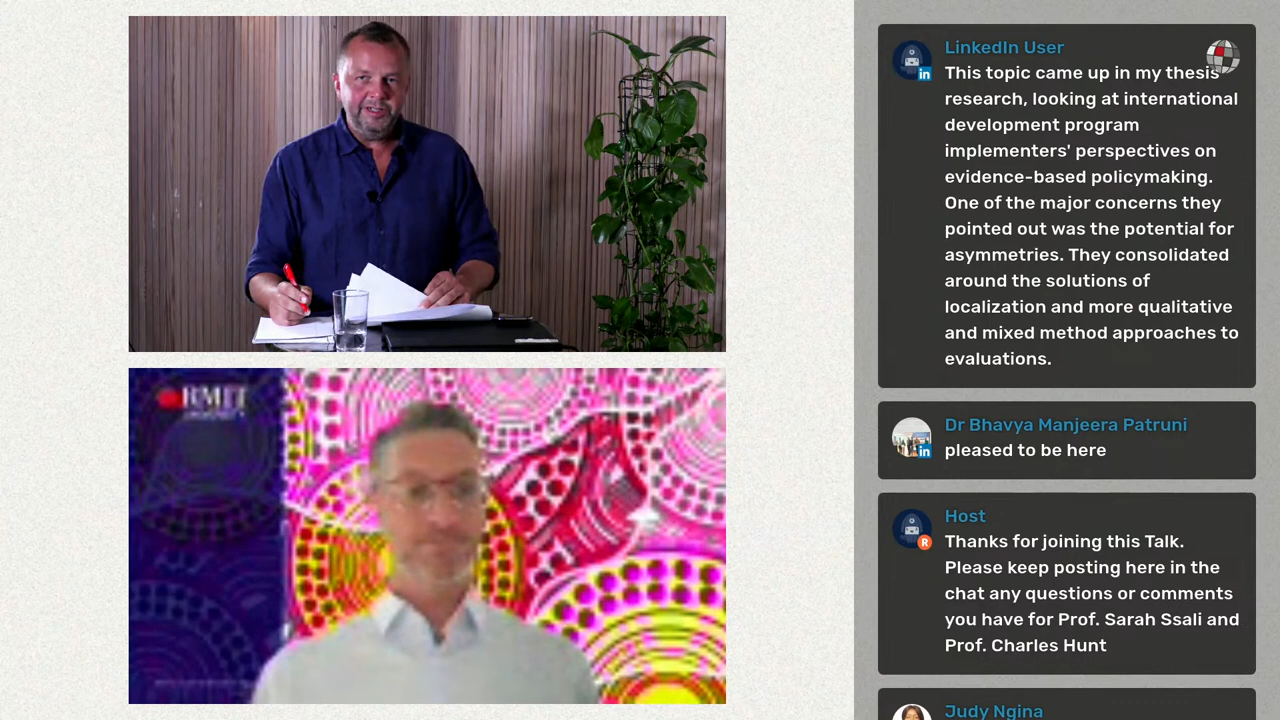 LinkedIn User
This topic came up in my thesis
research, looking at international
development program
implementers' perspectives on
evidence-based policymaking.
One of the major concerns they
pointed out was the potential for
asymmetries. They consolidated
around the solutions of
localization and more qualitative
and mixed method approaches to
evaluations.
Dr Bhavya Manjeera Patruni
pleased to be here
Host
Thanks for joining this Talk.
Please keep posting here in the
chat any questions or comments
you have for Prof. Sarah Ssali and
Prof. Charles Hunt
Judy Ngina
in
in
R
RMIT